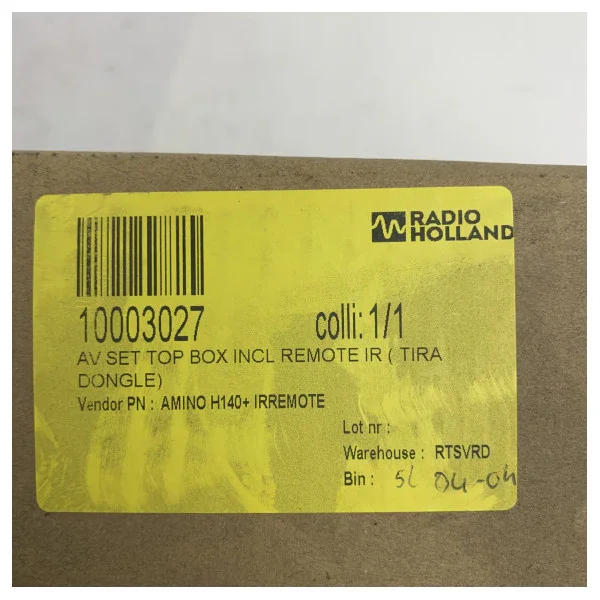 RADIO
HOLLAND
10003027 colli: 1/1
AV SET TOP BOX INCL REMOTE IR ( TIRA
DONGLE)
Vendor PN : AMINO H140+ IRREMOTE
Lot nr :
Warehouse : RTSVRD
Bin : 5L 04-04